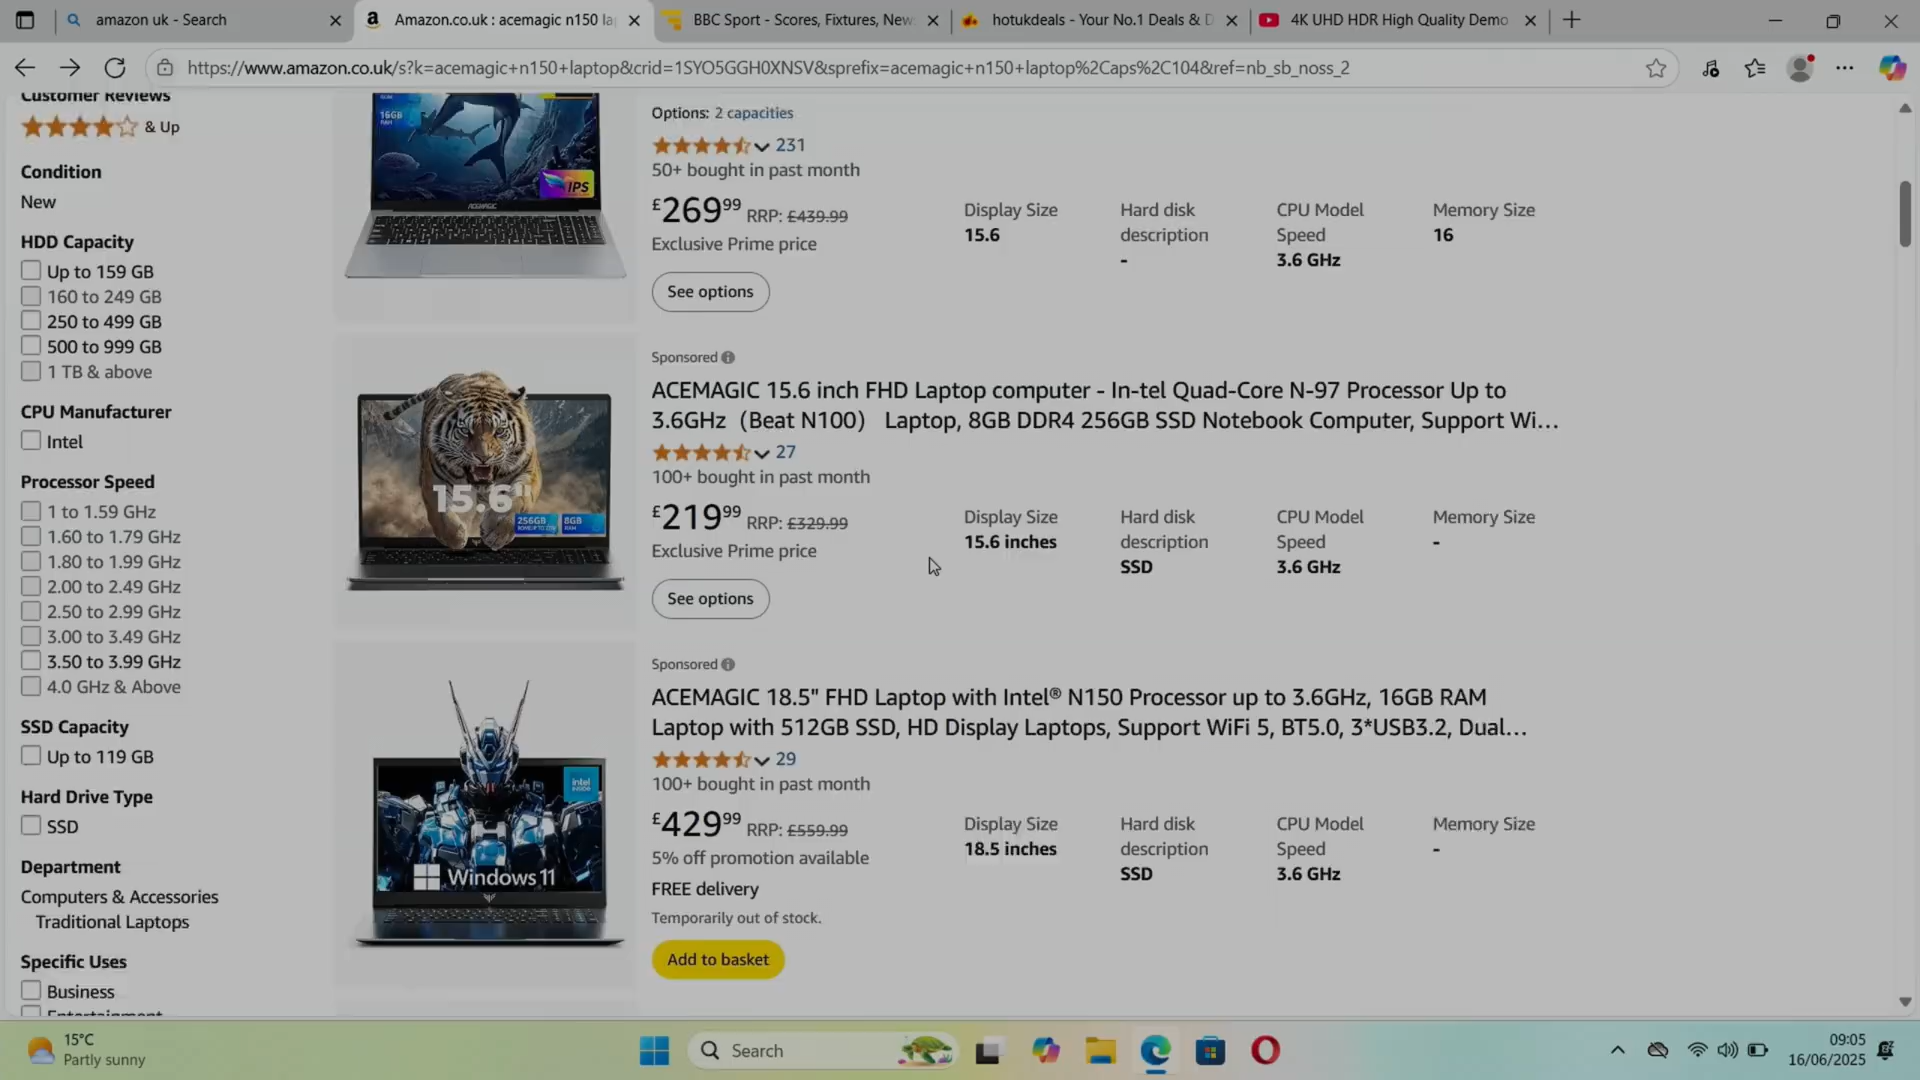 amazon uk - Search
Amazon.co.uk : acemagic n150 la
BBC Sport - Scores, Fixtures, New
hotukdeals - Your No.1 Deals & D
4K UHD HDR High Quality Demo
https://www.amazon.co.uk/s?k=acemagic+n150+laptop&crid=1SYO5GGH0XNSV&sprefix=acemagic+n150+laptop%2Caps%2C104&ref=nb_sb_noss_2
Customer Reviews
& Up
Condition
New
HDD Capacity
Up to 159 GB
160 to 249 GB
250 to 499 GB
500 to 999 GB
1 TB & above
CPU Manufacturer
Intel
Processor Speed
1 to 1.59 GHz
1.60 to 1.79 GHz
1.80 to 1.99 GHz
2.00 to 2.49 GHz
2.50 to 2.99 GHz
3.00 to 3.49 GHz
3.50 to 3.99 GHz
4.0 GHz & Above
SSD Capacity
Up to 119 GB
Hard Drive Type
SSD
Department
Computers & Accessories
Traditional Laptops
Specific Uses
Business
Entertainment
16GB
RAM
IPS
ACEMAGIC
Options: 2 capacities
231
50+ bought in past month
£269.99 RRP: £439.99
Exclusive Prime price
See options
Display Size
15.6
Hard disk
description
-
CPU Model
Speed
3.6 GHz
Memory Size
16
15.6"
256GB
8GB
RAM
Sponsored
ACEMAGIC 15.6 inch FHD Laptop computer - In-tel Quad-Core N-97 Processor Up to
3.6GHz（Beat N100） Laptop, 8GB DDR4 256GB SSD Notebook Computer, Support Wi…
27
100+ bought in past month
£219.99 RRP: £329.99
Exclusive Prime price
See options
Display Size
15.6 inches
Hard disk
description
SSD
CPU Model
Speed
3.6 GHz
Memory Size
-
intel
Windows 11
Sponsored
ACEMAGIC 18.5" FHD Laptop with Intel® N150 Processor up to 3.6GHz, 16GB RAM
Laptop with 512GB SSD, HD Display Laptops, Support WiFi 5, BT5.0, 3*USB3.2, Dual…
29
100+ bought in past month
£429.99 RRP: £559.99
5% off promotion available
FREE delivery
Temporarily out of stock.
Add to basket
Display Size
18.5 inches
Hard disk
description
SSD
CPU Model
Speed
3.6 GHz
Memory Size
-
15°C
Partly sunny
Search
09:05
16/06/2025